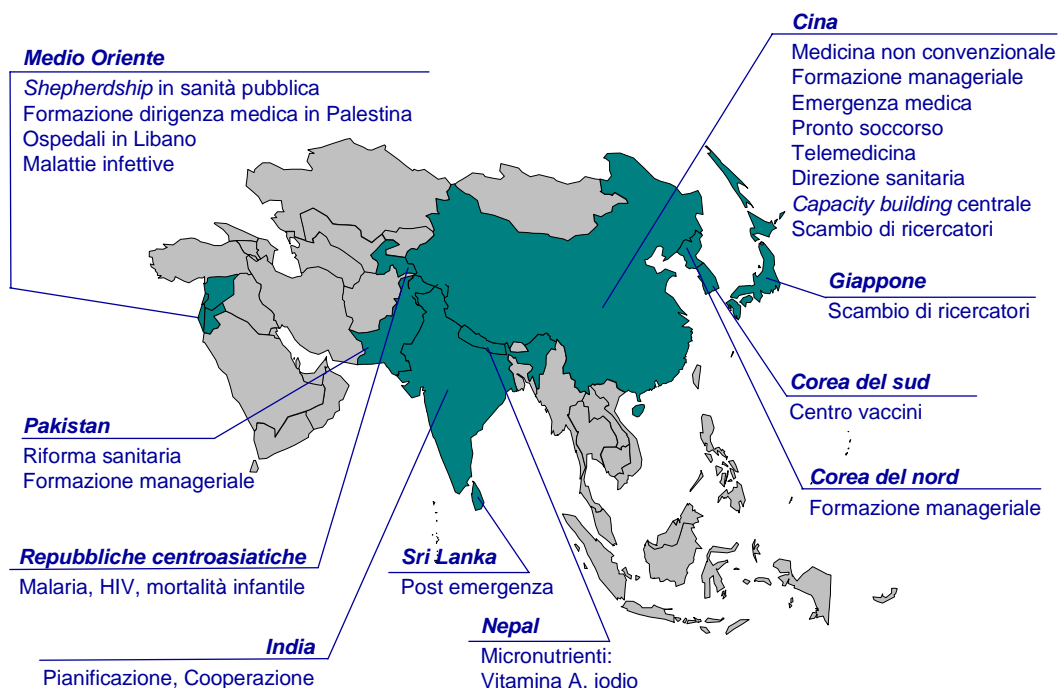 Medio Oriente
Shepherdship in sanità pubblica
Formazione dirigenza medica in Palestina
Ospedali in Libano
Malattie infettive
Cina
Medicina non convenzionale
Formazione manageriale
Emergenza medica
Pronto soccorso
Telemedicina
Direzione sanitaria
Capacity building centrale
Scambio di ricercatori
Giappone
Scambio di ricercatori
Corea del sud
Centro vaccini
Corea del nord
Formazione manageriale
Pakistan
Riforma sanitaria
Formazione manageriale
Repubbliche centroasiatiche
Malaria, HIV, mortalità infantile
Sri Lanka
Post emergenza
India
Pianificazione, Cooperazione
Nepal
Micronutrienti:
Vitamina A, iodio